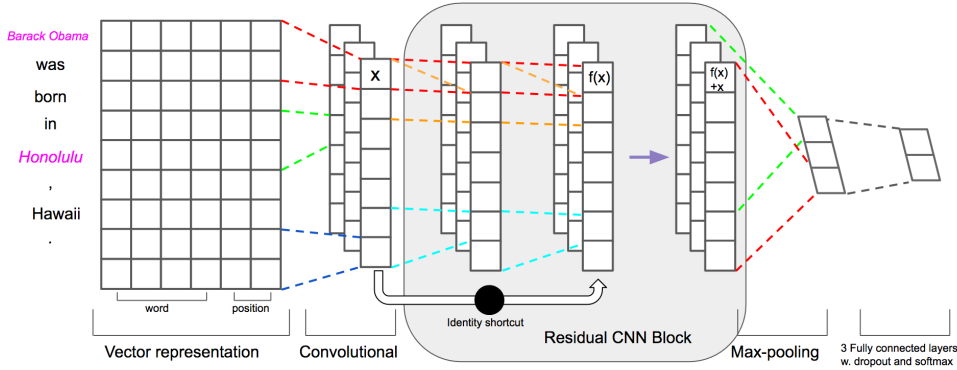 Barack Obama
was
born
in
Honolulu
,
Hawaii
.
X
f(x)
f(x)
+x
word
position
Identity shortcut
Residual CNN Block
Vector representation
Convolutional
Max-pooling
3 Fully connected layers
w. dropout and softmax